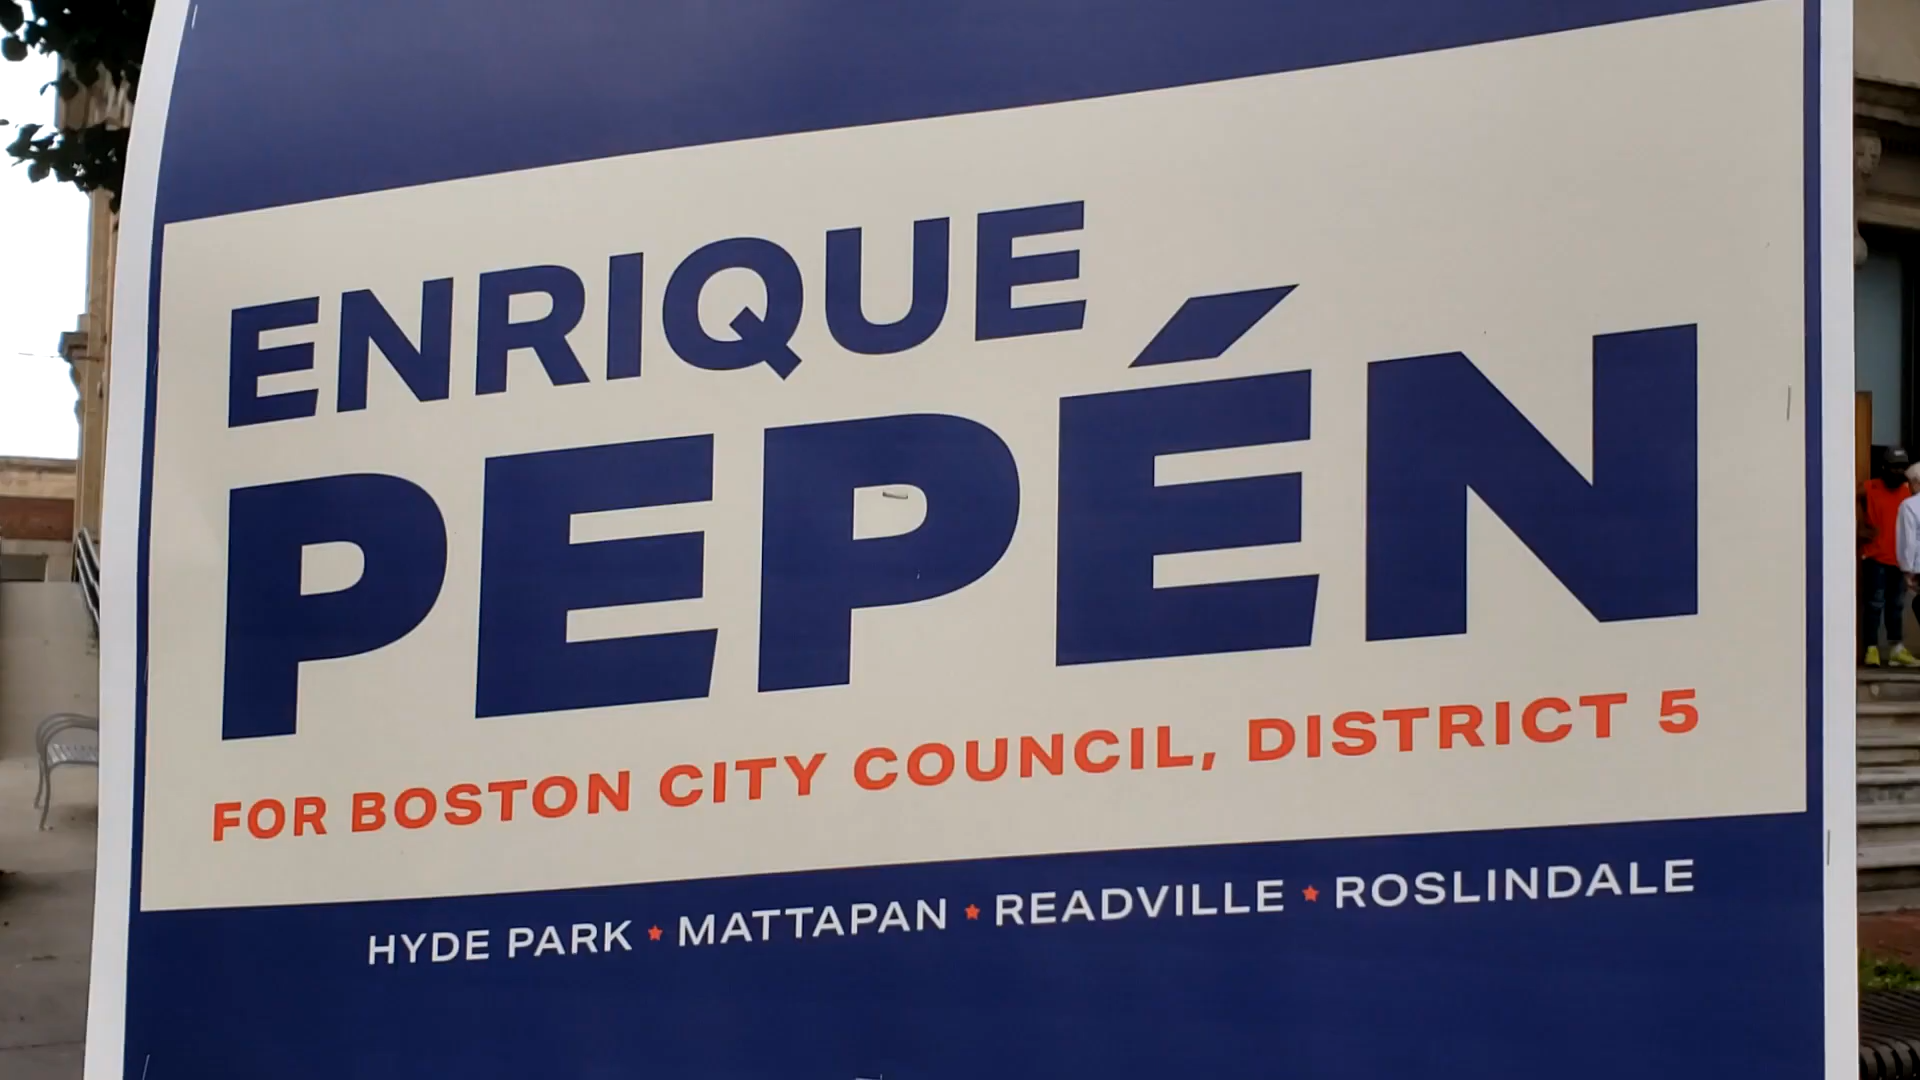 ENRIQUE
PEPÉN
FOR BOSTON CITY COUNCIL, DISTRICT 5
HYDE PARK ★ MATTAPAN ★ READVILLE ★ ROSLINDALE